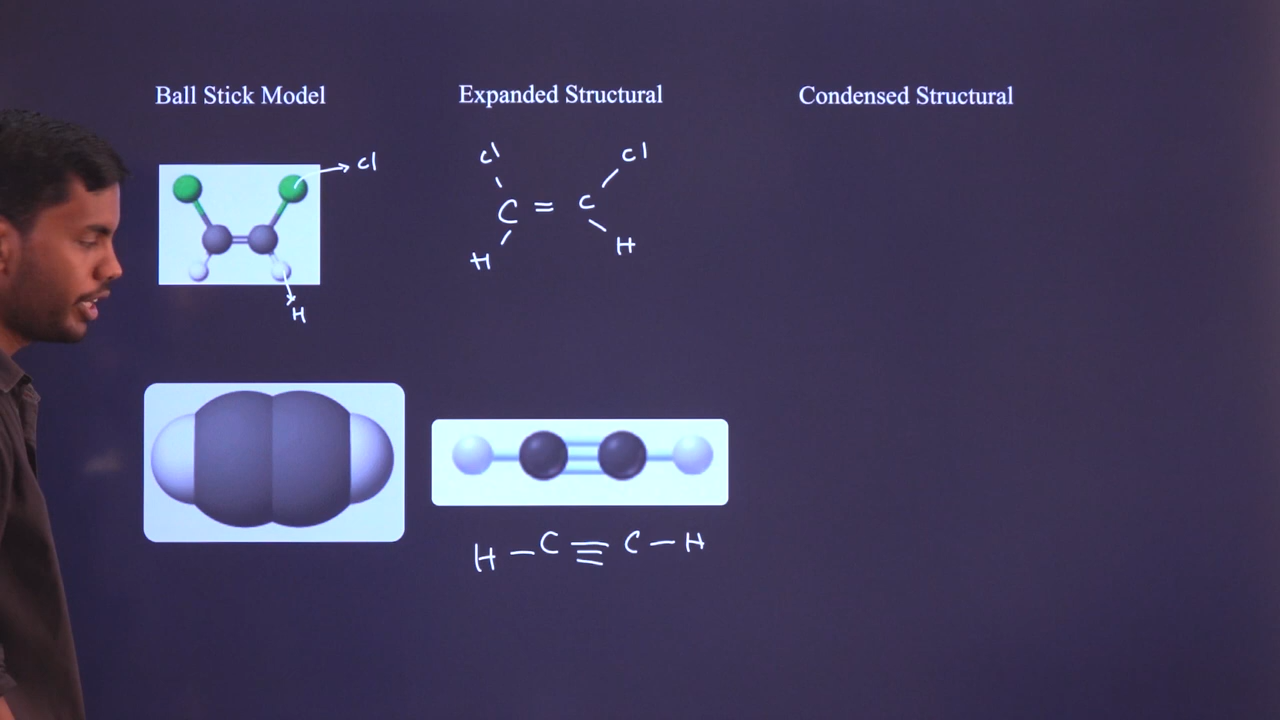 Ball Stick Model
Expanded Structural
Condensed Structural
cl
H
cl cl
C = c
H H
H – C ≡ C – H